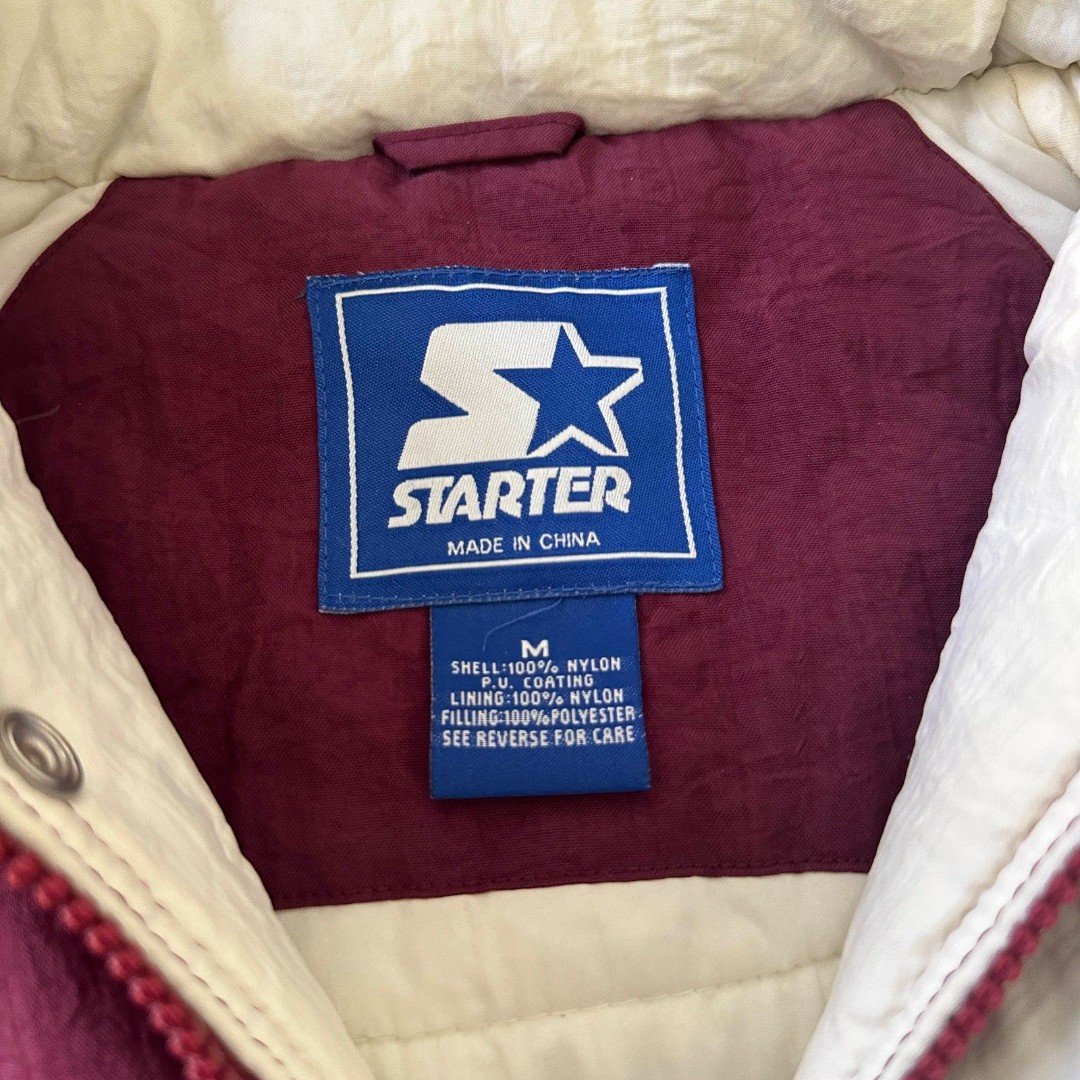 STARTER
MADE IN CHINA
M
SHELL:100% NYLON
P.U. COATING
LINING:100% NYLON
FILLING:100%POLYESTER
SEE REVERSE FOR CARE